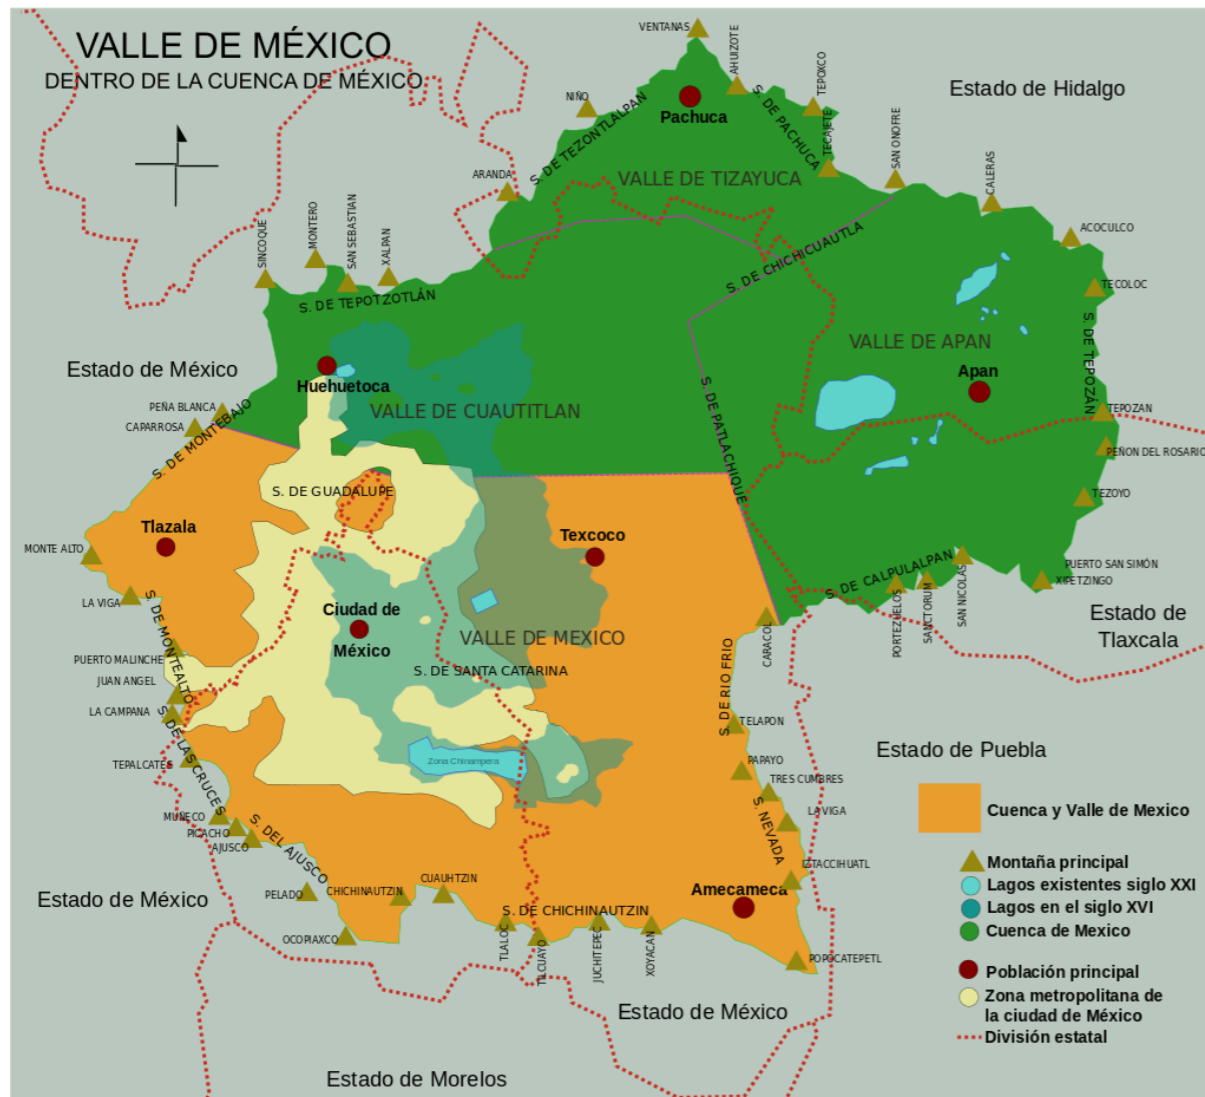 VALLE DE MÉXICO
DENTRO DE LA CUENCA DE MÉXICO
VENTANAS
AHUIZOTE
TEPOXCO
NIÑO
Pachuca
S. DE TEZONTLALPAN
S. DE PACHUCA
TECAJETE
SAN ONOFRE
Estado de Hidalgo
ARANDA
VALLE DE TIZAYUCA
CALERAS
ACOCULCO
SINCOQUE
MONTERO
SAN SEBASTIAN
XALPAN
S. DE TEPOTZOTLÁN
S. DE CHICHICUAUTLA
TECOLOC
S. DE TEPOZÁN
VALLE DE APAN
Apan
Estado de México
Huehuetoca
PEÑA BLANCA
CAPARROSA
S. DE MONTEBAJO
VALLE DE CUAUTITLAN
S. DE PATLACHIQUE
TEPOZAN
PEÑON DEL ROSARIO
TEZOYO
S. DE GUADALUPE
Tlazala
MONTE ALTO
Texcoco
LA VIGA
S. DE MONTEALTO
Ciudad de
México
VALLE DE MEXICO
S. DE CALPULALPAN
PORTEZUELOS
SANCTORUM
SAN NICOLAS
PUERTO SAN SIMÓN
XIPETZINGO
Estado de
Tlaxcala
CARACOL
PUERTO MALINCHE
JUAN ANGEL
LA CAMPANA
S. DE SANTA CATARINA
S. DE RIO FRIO
TELAPON
S. DE LAS CRUCES
TEPALCATES
Zona Chinampera
PAPAYO
TRES CUMBRES
LA VIGA
S. NEVADA
IZTACCIHUATL
Estado de Puebla
MUÑECO
PICACHO
AJUSCO
S. DEL AJUSCO
PELADO
CHICHINAUTZIN
CUAUHTZIN
OCOPIAXCO
S. DE CHICHINAUTZIN
TLALOC
TILCUAYO
JUCHITEPEC
XOYACAN
Amecameca
POPOCATEPETL
Estado de México
Estado de México
Estado de Morelos
Cuenca y Valle de Mexico
Montaña principal
Lagos existentes siglo XXI
Lagos en el siglo XVI
Cuenca de Mexico
Población principal
Zona metropolitana de
la ciudad de México
División estatal